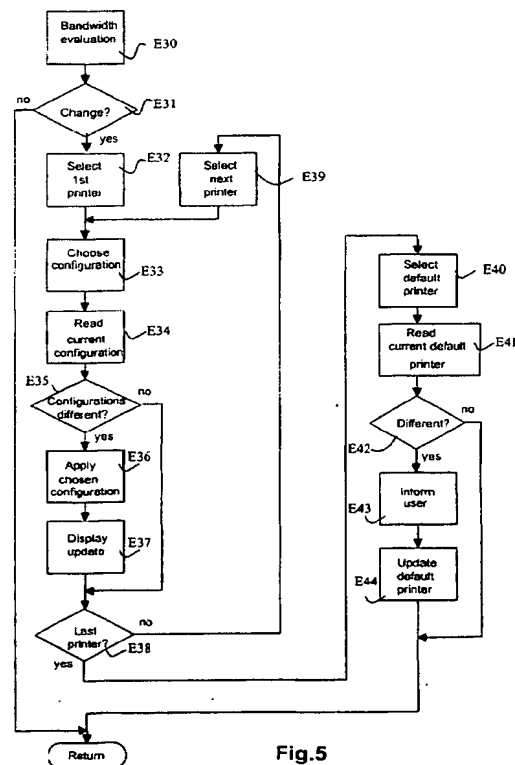 Bandwidth
evaluation
E30
no
Change?
E31
yes
Select
1st
printer
E32
Select
next
printer
E39
Choose
configuration
E33
Read
current
configuration
E34
E35
Configurations
different?
no
yes
Apply
chosen
configuration
E36
Display
update
E37
Last
printer?
no
E38
yes
Select
default
printer
E40
Read
current default
printer
E41
Different?
no
E42
yes
Inform
user
E43
Update
default
printer
E44
Return
Fig.5